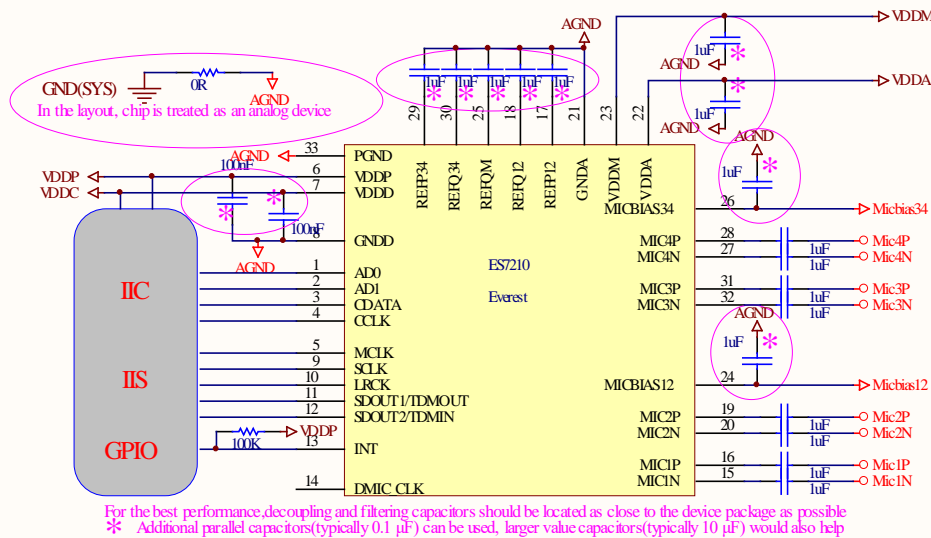 VDDM
AGND
1uF
*
AGND
GND(SYS)
0R
AGND
In the layout, chip is treated as an analog device
1uF 1uF 1uF 1uF 1uF
* * * * *
*
VDDA
1uF
AGND
29 30 25 18 17 21 23 22
AGND
1uF
*
AGND
33
PGND
VDDP
100nF
6
VDDP
VDDC
7
VDDD
*
*
100nF
8
GNDD
AGND
REFP34 REFQ34 REFQM REFQ12 REFP12 GNDA VDDM VDDA
MICBIAS34
26
Micbias34
MIC4P
28
1uF
Mic4P
MIC4N
27
1uF
Mic4N
ES7210
Everest
IIC
1
AD0
2
AD1
3
CDATA
4
CCLK
MIC3P
31
1uF
Mic3P
MIC3N
32
1uF
Mic3N
AGND
1uF
*
IIS
5
MCLK
9
SCLK
10
LRCK
11
SDOUT1/TDMOUT
12
SDOUT2/TDMIN
MICBIAS12
24
Micbias12
MIC2P
19
1uF
Mic2P
MIC2N
20
1uF
Mic2N
GPIO
VDDP
100K
13
INT
MIC1P
16
1uF
Mic1P
MIC1N
15
1uF
Mic1N
14
DMIC_CLK
For the best performance,decoupling and filtering capacitors should be located as close to the device package as possible
* Additional parallel capacitors(typically 0.1 μF) can be used, larger value capacitors(typically 10 μF) would also help